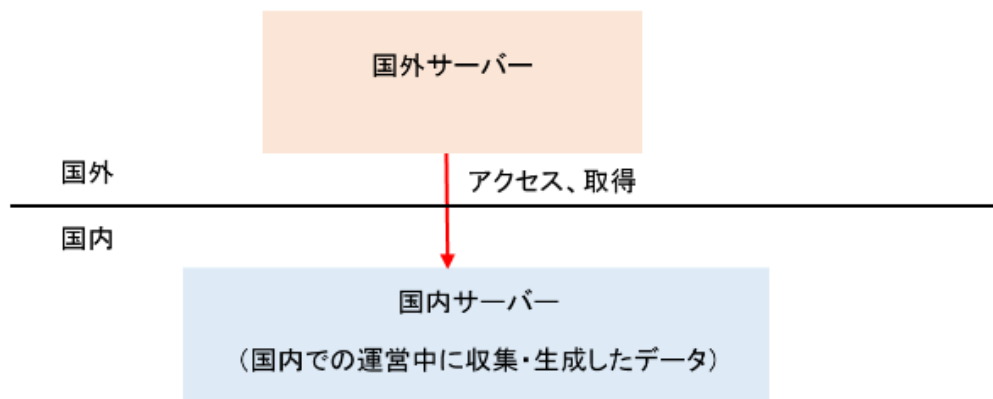 国外サーバー
国外
アクセス、取得
国内
国内サーバー
（国内での運営中に収集・生成したデータ）